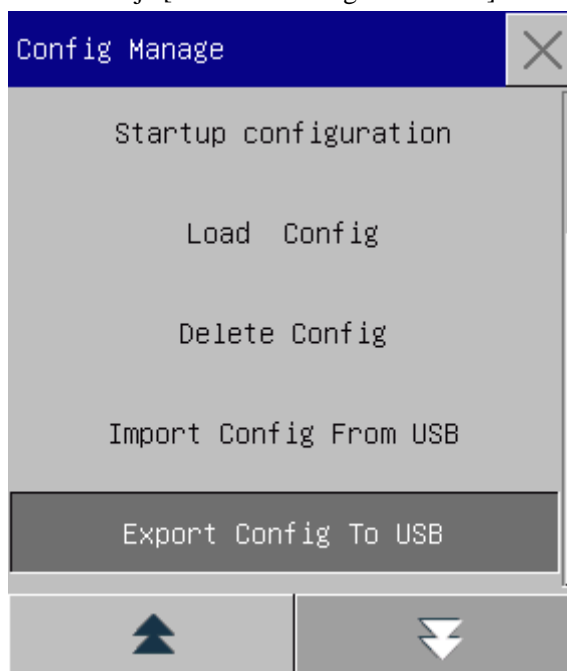 Config Manage
Startup configuration
Load Config
Delete Config
Import Config From USB
Export Config To USB